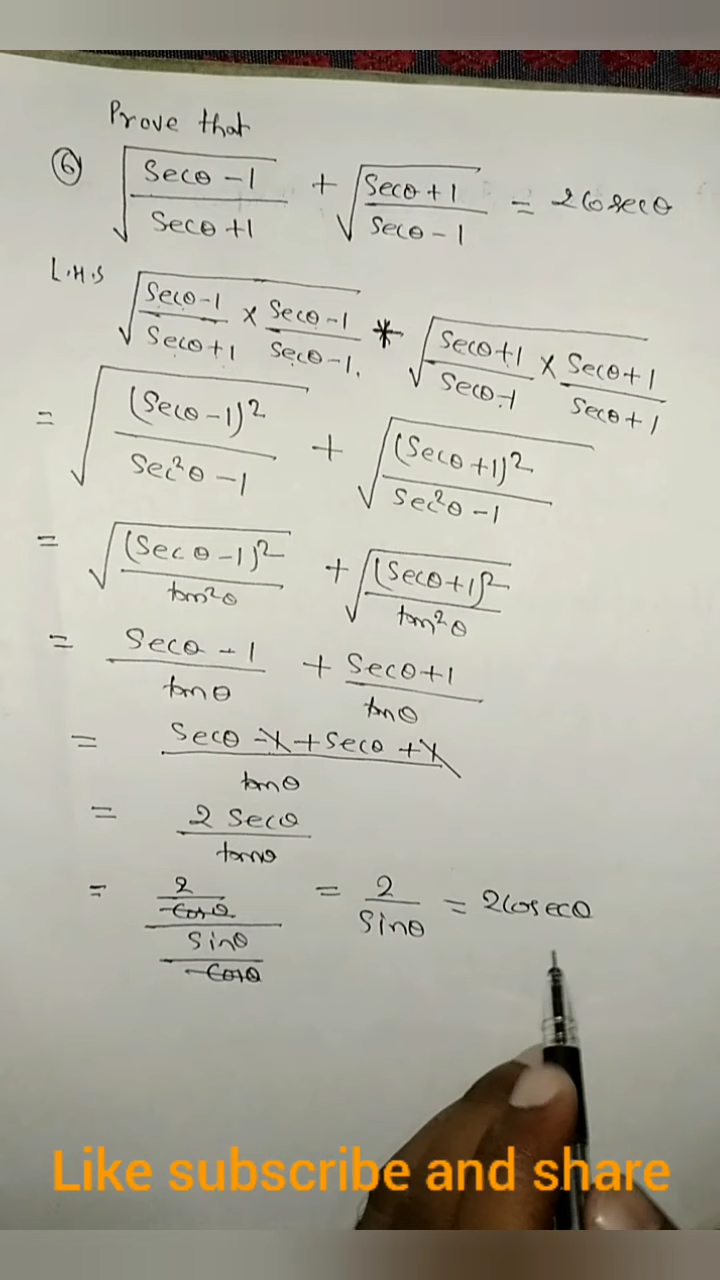 Prove that
⑥ √((secθ - 1)/(secθ + 1)) + √((secθ + 1)/(secθ - 1)) = 2cosecθ
L.H.S √((secθ-1)/(secθ+1) × (secθ-1)/(secθ-1)) * √((secθ+1)/(secθ-1) × (secθ+1)/(secθ+1))
= √((secθ-1)²/(sec²θ-1)) + √((secθ+1)²/(sec²θ-1))
= √((secθ-1)²/tan²θ) + √((secθ+1)²/tan²θ)
= (secθ - 1)/tanθ + (secθ+1)/tanθ
= (secθ - 1 + secθ + 1)/tanθ
= 2 secθ/tanθ
= (2/cosθ)/(sinθ/cosθ) = 2/sinθ = 2cosecθ
Like subscribe and share